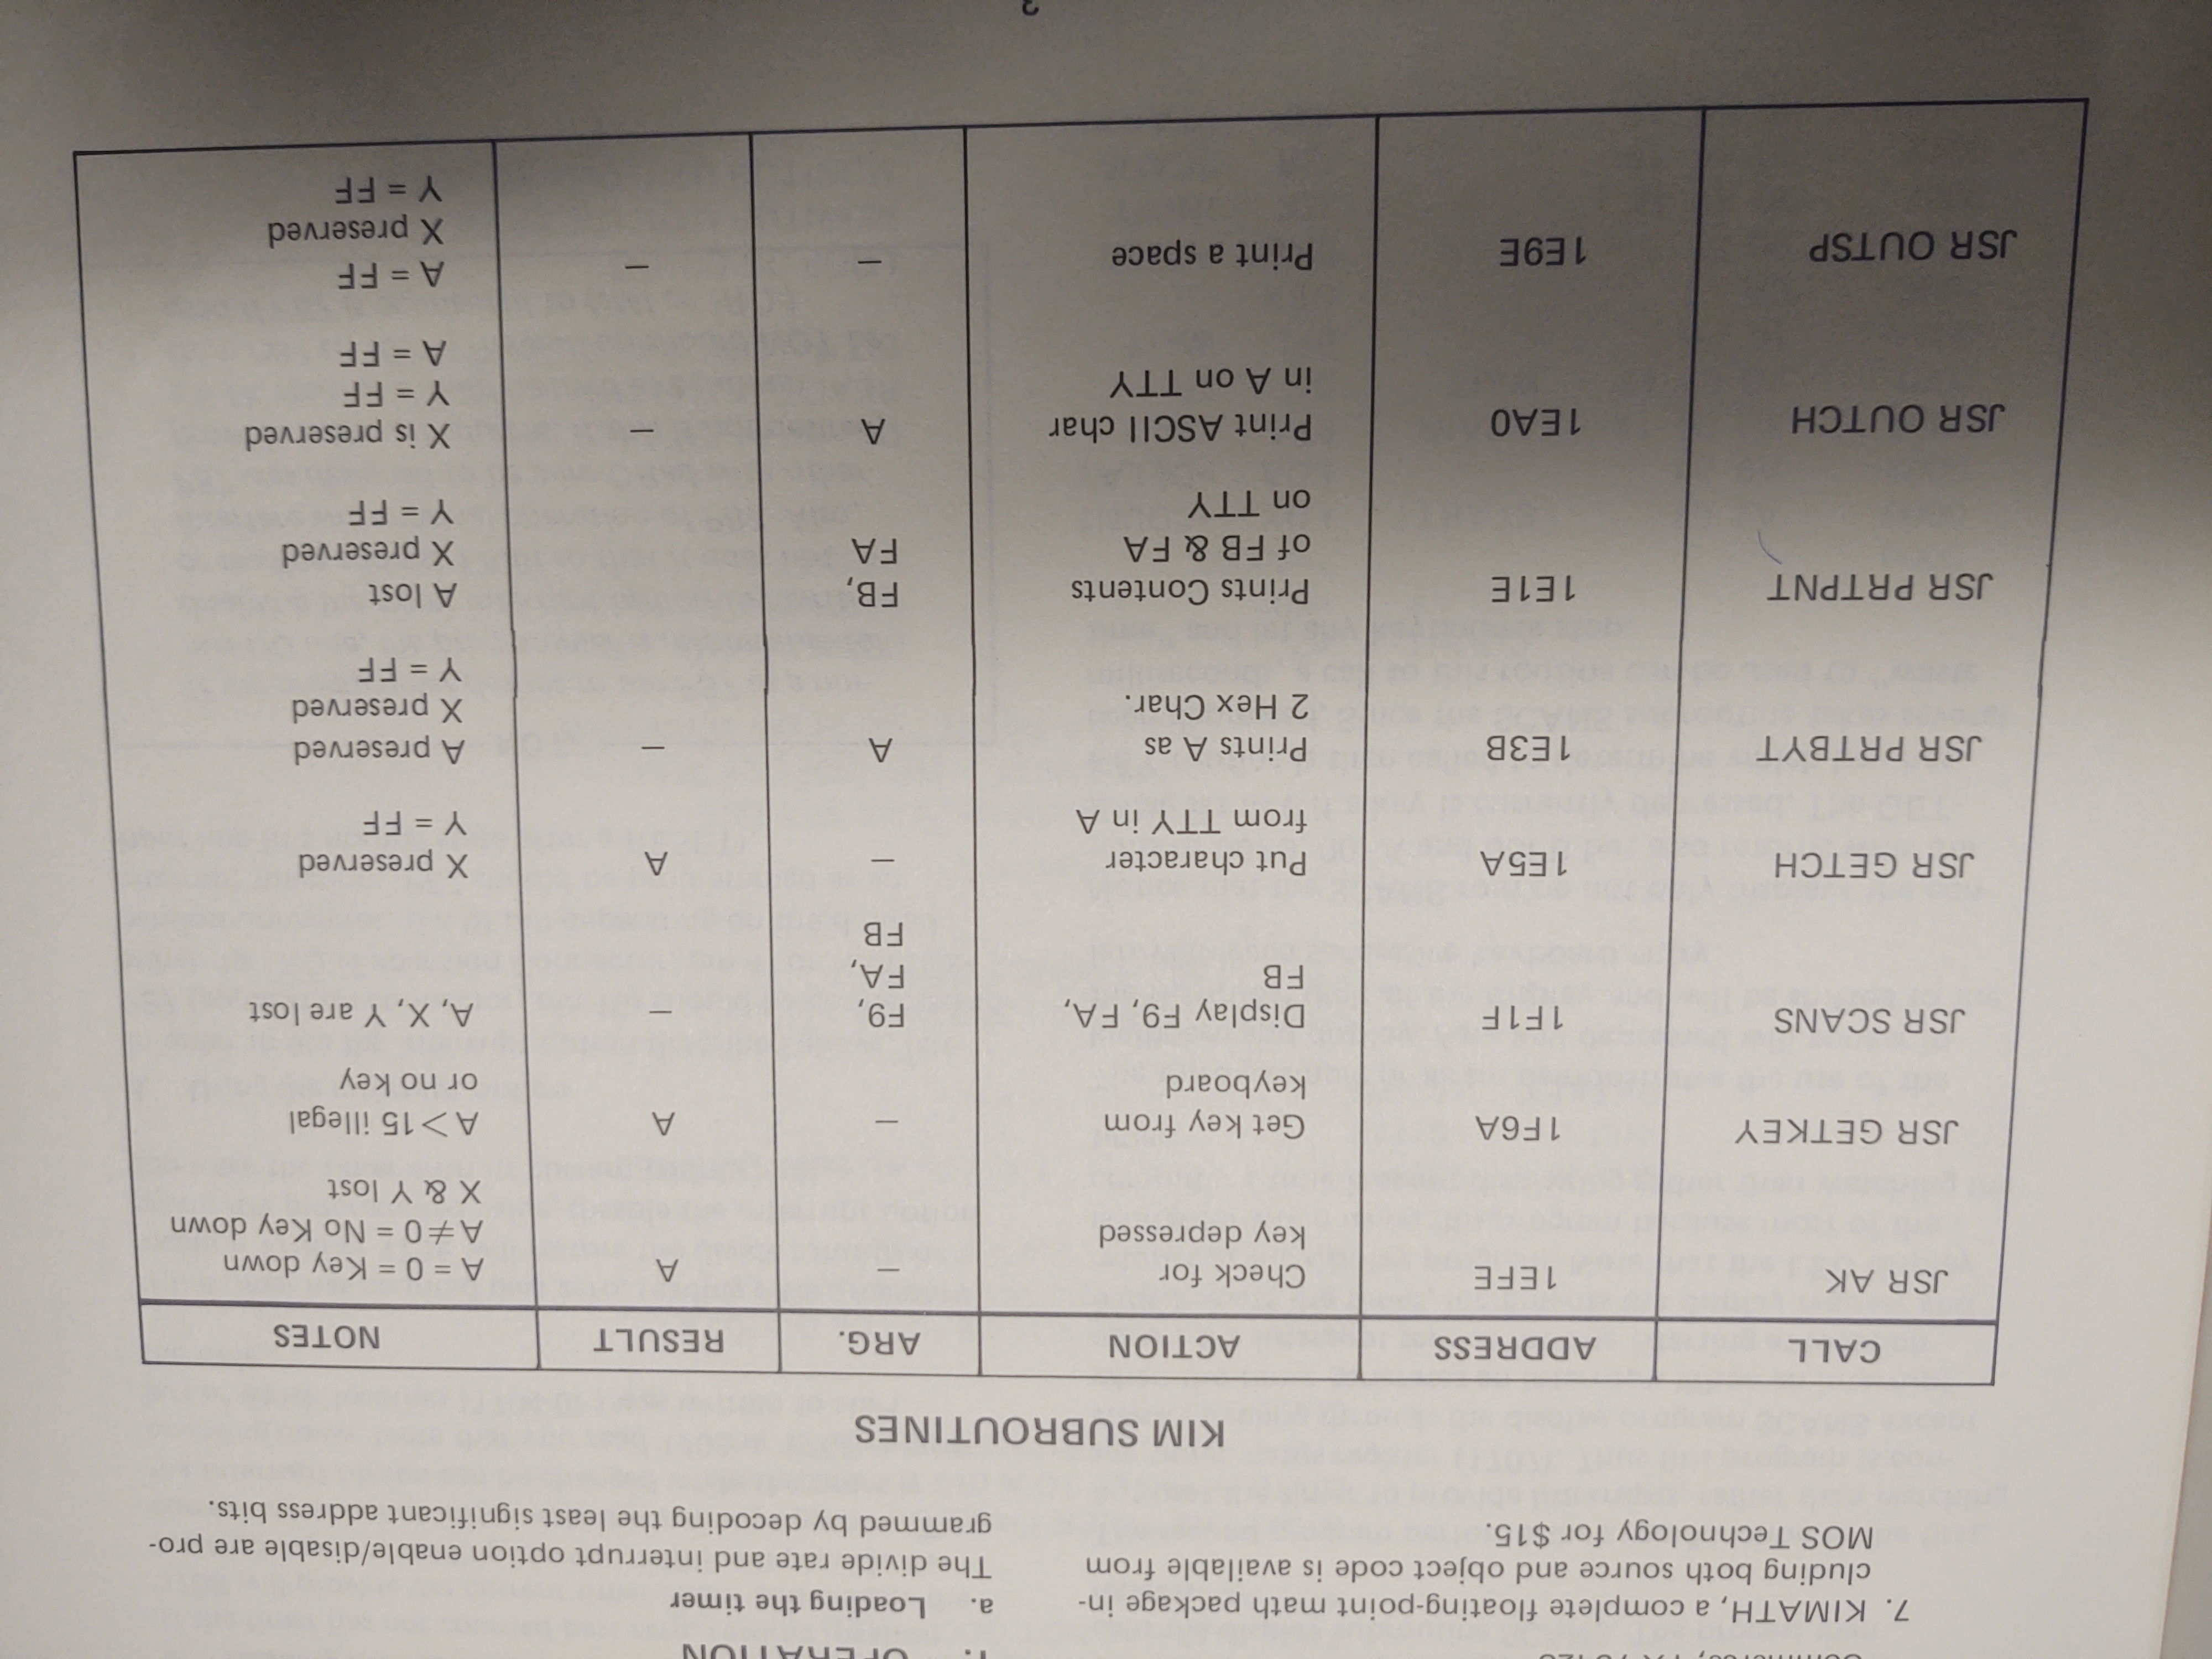 7. KIMATH, a complete floating-point math package in-
cluding both source and object code is available from
MOS Technology for $15.
1. OPERATION
a. Loading the timer
The divide rate and interrupt option enable/disable are pro-
grammed by decoding the least significant address bits.
KIM SUBROUTINES
CALL ADDRESS ACTION ARG. RESULT NOTES
JSR AK 1EFE Check for — A A = 0 = Key down
key depressed A≠0 = No Key down
X & Y lost
JSR GETKEY 1F6A Get key from — A A > 15 illegal
keyboard or no key
JSR SCANS 1F1F Display F9, FA, F9, — A, X, Y are lost
FB FA,
FB
JSR GETCH 1E5A Put character — A X preserved
from TTY in A Y = FF
JSR PRTBYT 1E3B Prints A as A — A preserved
2 Hex Char. X preserved
Y = FF
JSR PRTPNT 1E1E Prints Contents FB, A lost
of FB & FA FA X preserved
on TTY Y = FF
JSR OUTCH 1EA0 Print ASCII char A — X is preserved
in A on TTY Y = FF
A = FF
JSR OUTSP 1E9E Print a space — — A = FF
X preserved
Y = FF
3